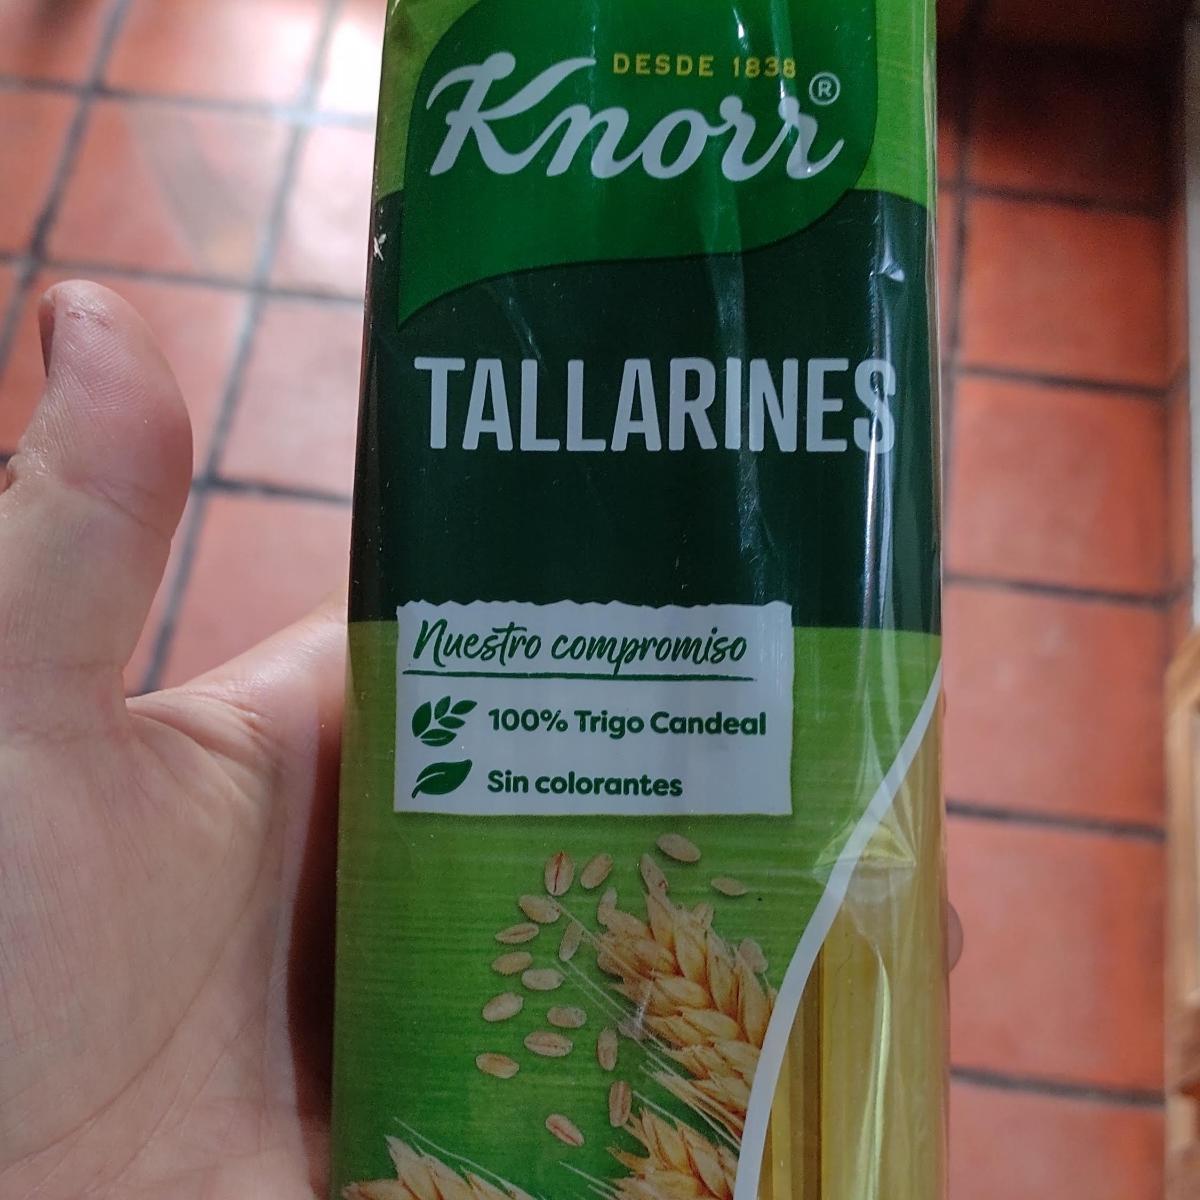 DESDE 1838
Knorr®
TALLARINES
Nuestro compromiso
100% Trigo Candeal
Sin colorantes